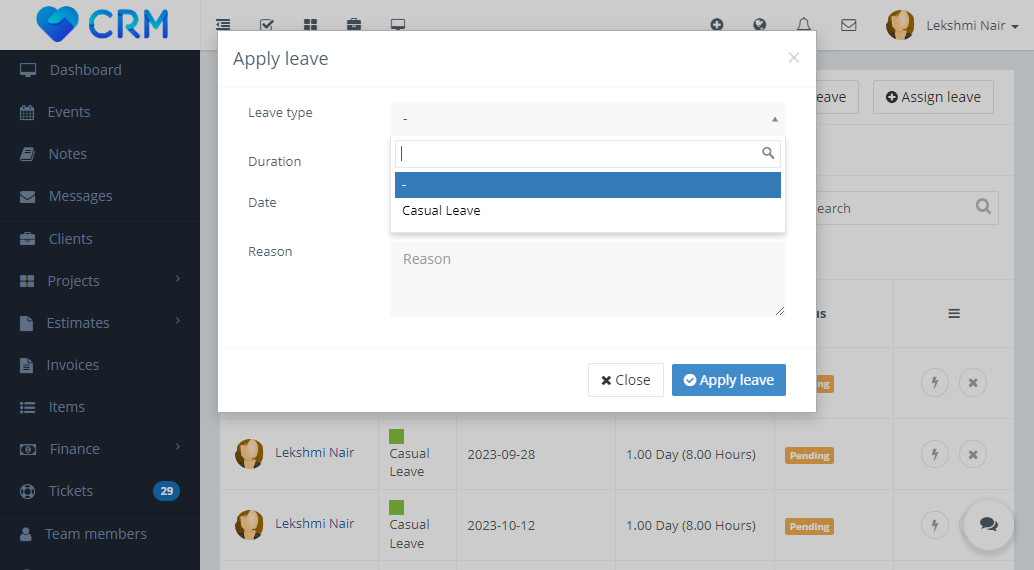 CRM
Lekshmi Nair
Dashboard
Events
Notes
Messages
Clients
Projects
Estimates
Invoices
Items
Finance
Tickets 29
Team members
Apply leave ×
Leave type -
-
Casual Leave
Duration
Date
Reason Reason
Close Apply leave
eave Assign leave
earch
us
ng
Lekshmi Nair Casual Leave 2023-09-28 1.00 Day (8.00 Hours) Pending
Lekshmi Nair Casual Leave 2023-10-12 1.00 Day (8.00 Hours) Pending